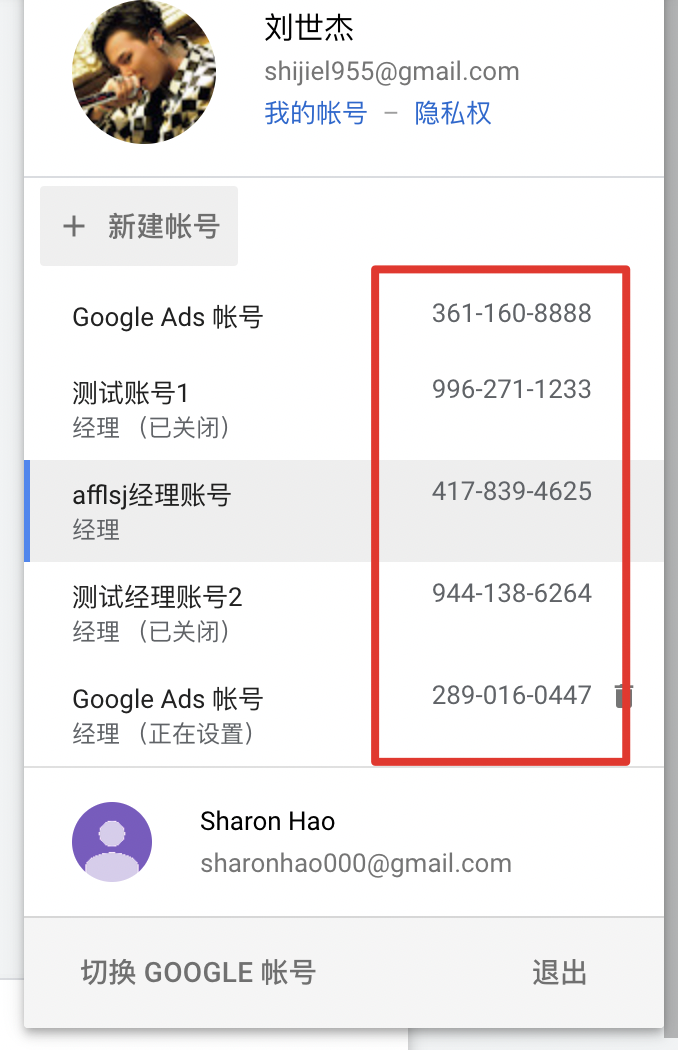 刘世杰
shijiel955@gmail.com
我的帐号 – 隐私权
+ 新建帐号
Google Ads 帐号 361-160-8888
测试账号1 996-271-1233
经理 （已关闭）
afflsj经理账号 417-839-4625
经理
测试经理账号2 944-138-6264
经理 （已关闭）
Google Ads 帐号 289-016-0447
经理 （正在设置）
Sharon Hao
sharonhao000@gmail.com
切换 GOOGLE 帐号 退出